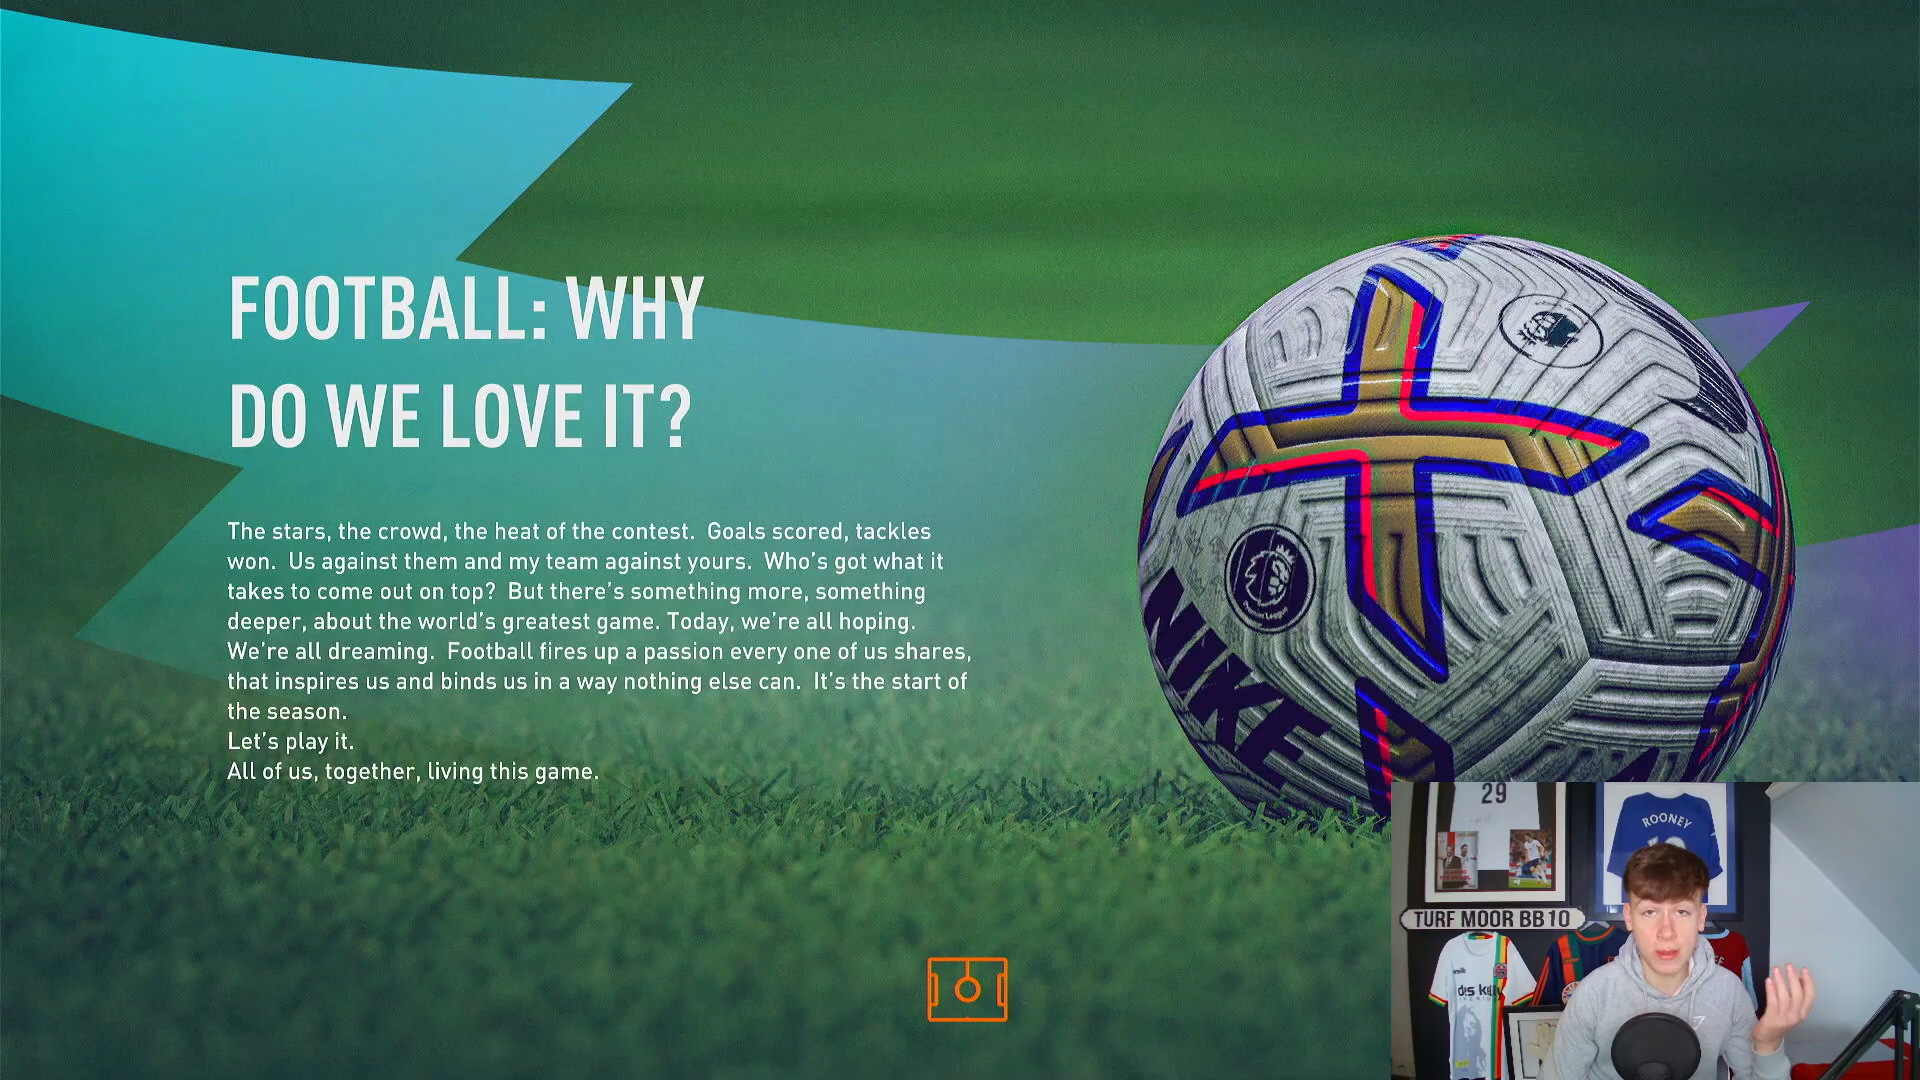 FOOTBALL: WHY
DO WE LOVE IT?
The stars, the crowd, the heat of the contest.  Goals scored, tackles
won.  Us against them and my team against yours.  Who's got what it
takes to come out on top?  But there's something more, something
deeper, about the world's greatest game. Today, we're all hoping.
We're all dreaming.  Football fires up a passion every one of us shares,
that inspires us and binds us in a way nothing else can.  It's the start of
the season.
Let's play it.
All of us, together, living this game.
Premier League
NIKE
29
ROONEY
TURF MOOR BB10
des kelly